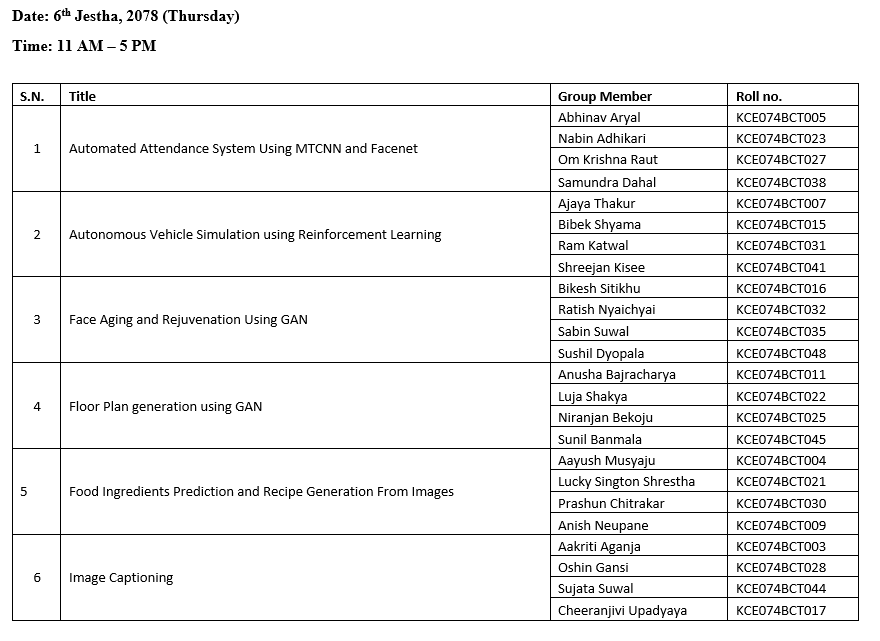 Date: 6th Jestha, 2078 (Thursday)
Time: 11 AM – 5 PM
S.N. Title Group Member Roll no.
1 Automated Attendance System Using MTCNN and Facenet Abhinav Aryal KCE074BCT005
Nabin Adhikari KCE074BCT023
Om Krishna Raut KCE074BCT027
Samundra Dahal KCE074BCT038
2 Autonomous Vehicle Simulation using Reinforcement Learning Ajaya Thakur KCE074BCT007
Bibek Shyama KCE074BCT015
Ram Katwal KCE074BCT031
Shreejan Kisee KCE074BCT041
3 Face Aging and Rejuvenation Using GAN Bikesh Sitikhu KCE074BCT016
Ratish Nyaichyai KCE074BCT032
Sabin Suwal KCE074BCT035
Sushil Dyopala KCE074BCT048
4 Floor Plan generation using GAN Anusha Bajracharya KCE074BCT011
Luja Shakya KCE074BCT022
Niranjan Bekoju KCE074BCT025
Sunil Banmala KCE074BCT045
5 Food Ingredients Prediction and Recipe Generation From Images Aayush Musyaju KCE074BCT004
Lucky Sington Shrestha KCE074BCT021
Prashun Chitrakar KCE074BCT030
Anish Neupane KCE074BCT009
6 Image Captioning Aakriti Aganja KCE074BCT003
Oshin Gansi KCE074BCT028
Sujata Suwal KCE074BCT044
Cheeranjivi Upadyaya KCE074BCT017